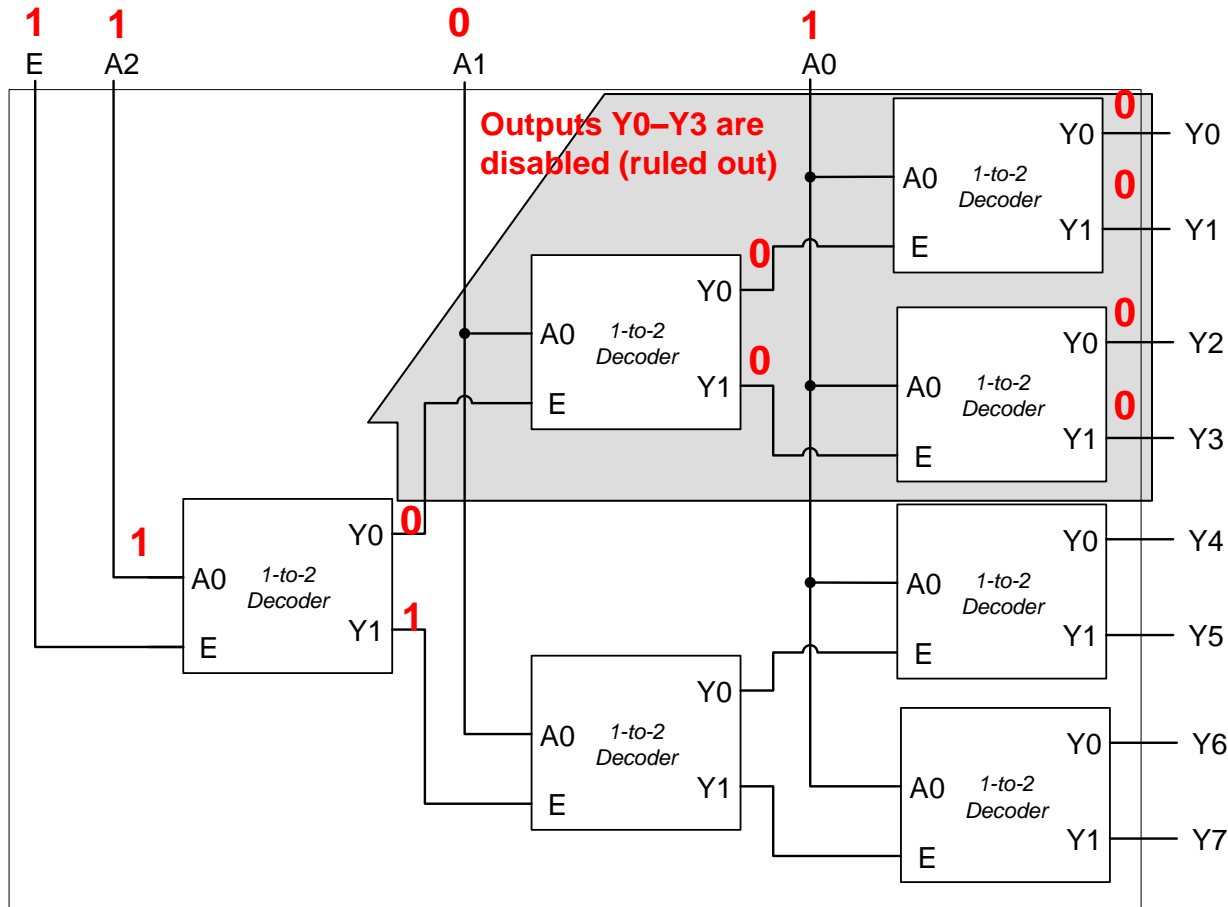 1 1 0 1
E A2 A1 A0
Outputs Y0–Y3 are
disabled (ruled out)
0
Y0 Y0
A0 1-to-2
Decoder
0
Y1 Y1
E
0
Y0
A0 1-to-2
Decoder
0
Y1
E
0
Y0 Y2
A0 1-to-2
Decoder
0
Y1 Y3
E
1
Y0 0
A0 1-to-2
Decoder
Y1 1
E
Y0 Y4
A0 1-to-2
Decoder
Y1 Y5
E
Y0
A0 1-to-2
Decoder
Y1
E
Y0 Y6
A0 1-to-2
Decoder
Y1 Y7
E